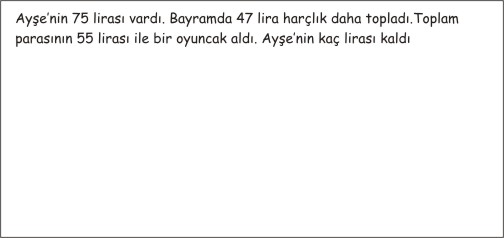 Ayşe’nin 75 lirası vardı. Bayramda 47 lira harçlık daha topladı.Toplam
parasının 55 lirası ile bir oyuncak aldı. Ayşe’nin kaç lirası kaldı